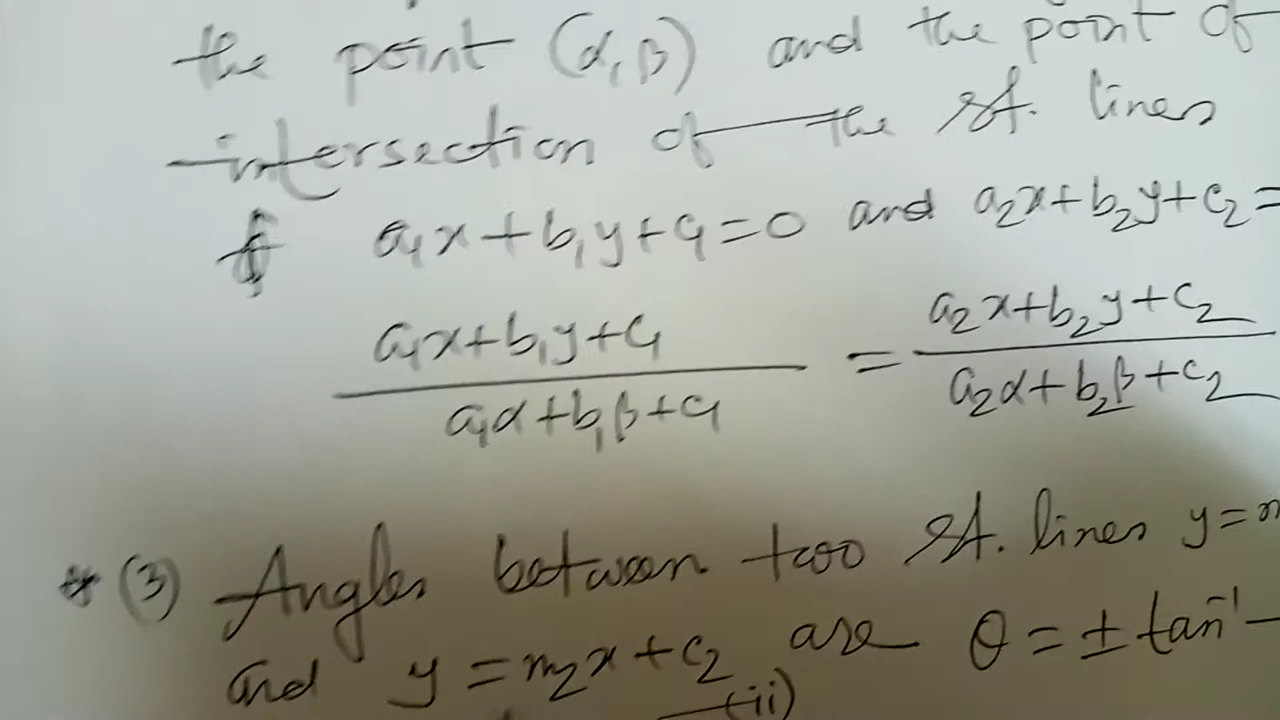 the point (α, β) and the point of
intersection of the st. lines
a₁x + b₁y + c₁ = 0 and a₂x + b₂y + c₂ =
a₁x + b₁y + c₁ / a₁α + b₁β + c₁ = a₂x + b₂y + c₂ / a₂α + b₂β + c₂
* (3) Angles between two st. lines y =
and y = m₂x + c₂ are θ = ± tan⁻¹
(ii)